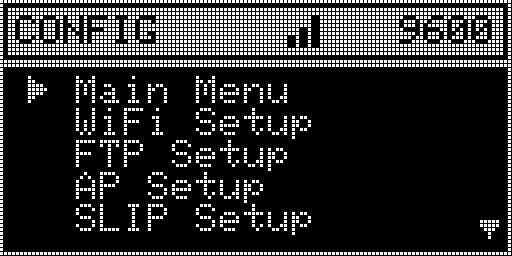 CONFIG 9600
Main Menu
WiFi Setup
FTP Setup
AP Setup
SLIP Setup